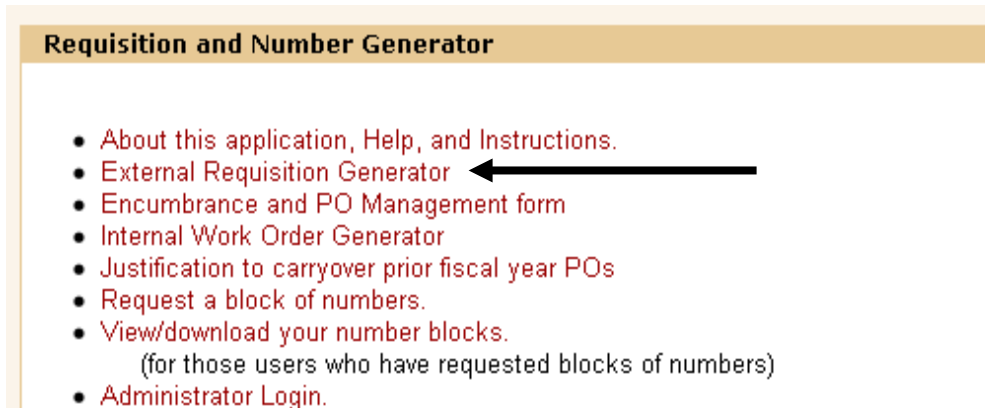 Requisition and Number Generator
About this application, Help, and Instructions.
External Requisition Generator
Encumbrance and PO Management form
Internal Work Order Generator
Justification to carryover prior fiscal year POs
Request a block of numbers.
View/download your number blocks.
(for those users who have requested blocks of numbers)
Administrator Login.